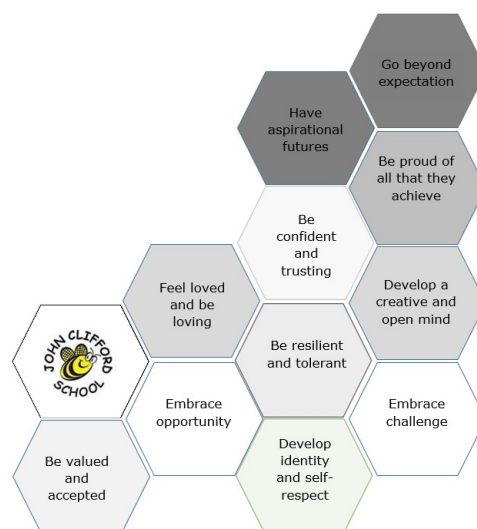 Go beyond
expectation
Have
aspirational
futures
Be proud of
all that they
achieve
Be
confident
and
trusting
Feel loved
and be
loving
Develop a
creative and
open mind
JOHN CLIFFORD
SCHOOL
Be resilient
and tolerant
Embrace
opportunity
Embrace
challenge
Be valued
and
accepted
Develop
identity
and self-
respect